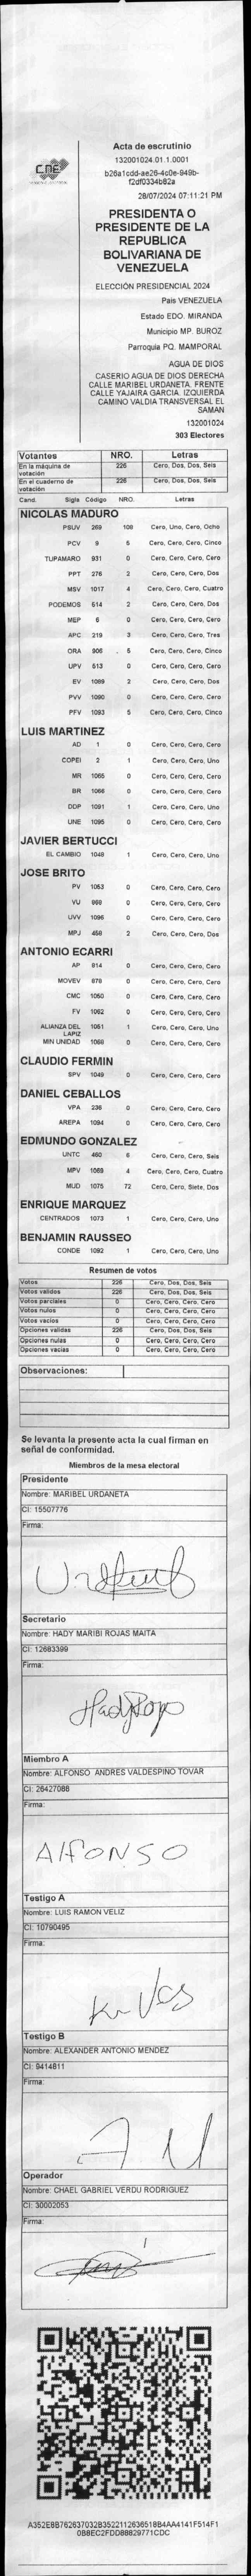 CNE
Acta de escrutinio
132001024.01.1.0001
b26a1cdd-ae26-4c0e-949b-
f2df0334b82a
28/07/2024 07:11:21 PM
PRESIDENTA O
PRESIDENTE DE LA
REPUBLICA
BOLIVARIANA DE
VENEZUELA
ELECCIÓN PRESIDENCIAL 2024
Pais VENEZUELA
Estado EDO. MIRANDA
Municipio MP. BUROZ
Parroquia PQ. MAMPORAL
AGUA DE DIOS
CASERIO AGUA DE DIOS DERECHA
CALLE MARIBEL URDANETA. FRENTE
CALLE YAJAIRA GARCIA. IZQUIERDA
CAMINO VALDIA TRANSVERSAL EL
SAMAN
132001024
303 Electores
Votantes NRO. Letras
En la máquina de votación 226 Cero, Dos, Dos, Seis
En el cuaderno de votación 226 Cero, Dos, Dos, Seis
Cand. Sigla Código NRO. Letras
NICOLAS MADURO
PSUV 269 108 Cero, Uno, Cero, Ocho
PCV 9 5 Cero, Cero, Cero, Cinco
TUPAMARO 931 0 Cero, Cero, Cero, Cero
PPT 276 2 Cero, Cero, Cero, Dos
MSV 1017 4 Cero, Cero, Cero, Cuatro
PODEMOS 514 2 Cero, Cero, Cero, Dos
MEP 6 0 Cero, Cero, Cero, Cero
APC 219 3 Cero, Cero, Cero, Tres
ORA 906 5 Cero, Cero, Cero, Cinco
UPV 513 0 Cero, Cero, Cero, Cero
EV 1089 2 Cero, Cero, Cero, Dos
PVV 1090 0 Cero, Cero, Cero, Cero
PFV 1093 5 Cero, Cero, Cero, Cinco
LUIS MARTINEZ
AD 1 0 Cero, Cero, Cero, Cero
COPEI 2 1 Cero, Cero, Cero, Uno
MR 1065 0 Cero, Cero, Cero, Cero
BR 1066 0 Cero, Cero, Cero, Cero
DDP 1091 1 Cero, Cero, Cero, Uno
UNE 1095 0 Cero, Cero, Cero, Cero
JAVIER BERTUCCI
EL CAMBIO 1048 1 Cero, Cero, Cero, Uno
JOSE BRITO
PV 1053 0 Cero, Cero, Cero, Cero
VU 868 0 Cero, Cero, Cero, Cero
UVV 1096 0 Cero, Cero, Cero, Cero
MPJ 458 2 Cero, Cero, Cero, Dos
ANTONIO ECARRI
AP 914 0 Cero, Cero, Cero, Cero
MOVEV 878 0 Cero, Cero, Cero, Cero
CMC 1050 0 Cero, Cero, Cero, Cero
FV 1062 0 Cero, Cero, Cero, Cero
ALIANZA DEL LAPIZ 1051 1 Cero, Cero, Cero, Uno
MIN UNIDAD 1068 0 Cero, Cero, Cero, Cero
CLAUDIO FERMIN
SPV 1049 0 Cero, Cero, Cero, Cero
DANIEL CEBALLOS
VPA 236 0 Cero, Cero, Cero, Cero
AREPA 1094 0 Cero, Cero, Cero, Cero
EDMUNDO GONZALEZ
UNTC 460 6 Cero, Cero, Cero, Seis
MPV 1069 4 Cero, Cero, Cero, Cuatro
MUD 1075 72 Cero, Cero, Siete, Dos
ENRIQUE MARQUEZ
CENTRADOS 1073 1 Cero, Cero, Cero, Uno
BENJAMIN RAUSSEO
CONDE 1092 1 Cero, Cero, Cero, Uno
Resumen de votos
Votos 226 Cero, Dos, Dos, Seis
Votos validos 226 Cero, Dos, Dos, Seis
Votos parciales 0 Cero, Cero, Cero, Cero
Votos nulos 0 Cero, Cero, Cero, Cero
Votos vacios 0 Cero, Cero, Cero, Cero
Opciones validas 226 Cero, Dos, Dos, Seis
Opciones nulas 0 Cero, Cero, Cero, Cero
Opciones vacias 0 Cero, Cero, Cero, Cero
Observaciones:
Se levanta la presente acta la cual firman en
señal de conformidad.
Miembros de la mesa electoral
Presidente
Nombre: MARIBEL URDANETA
CI: 15507776
Firma:
Secretario
Nombre: HADY MARIBI ROJAS MAITA
CI: 12683399
Firma:
Miembro A
Nombre: ALFONSO ANDRES VALDESPINO TOVAR
CI: 26427088
Firma:
AlFONSO
Testigo A
Nombre: LUIS RAMON VELIZ
CI: 10790495
Firma:
Testigo B
Nombre: ALEXANDER ANTONIO MENDEZ
CI: 9414811
Firma:
Operador
Nombre: CHAEL GABRIEL VERDU RODRIGUEZ
CI: 30002053
Firma:
A352E8B762637032B3522112636518B4AA4141F514F1
0B8EC2FDD88829771CDC